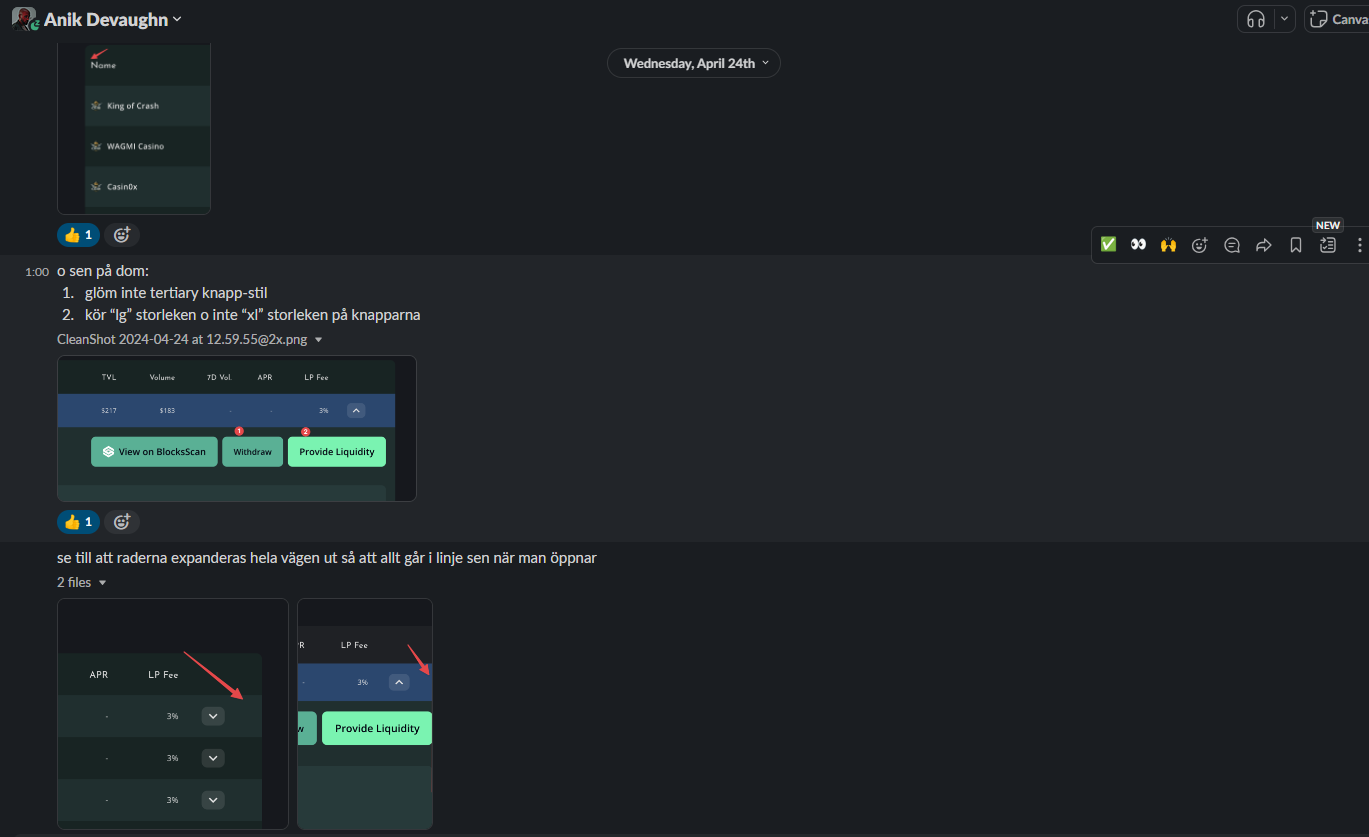 Anik Devaughn
Canva
Wednesday, April 24th
Name
King of Crash
WAGMI Casino
Casin0x
👍 1
NEW
1:00 o sen på dom:
1. glöm inte tertiary knapp-stil
2. kör “lg” storleken o inte “xl” storleken på knapparna
CleanShot 2024-04-24 at 12.59.55@2x.png
TVL Volume 7D Vol. APR LP Fee
$217 $183 - - 3%
1 2
View on BlocksScan Withdraw Provide Liquidity
👍 1
se till att raderna expanderas hela vägen ut så att allt går i linje sen när man öppnar
2 files
APR LP Fee
- 3%
- 3%
- 3%
PR LP Fee
- 3%
w Provide Liquidity